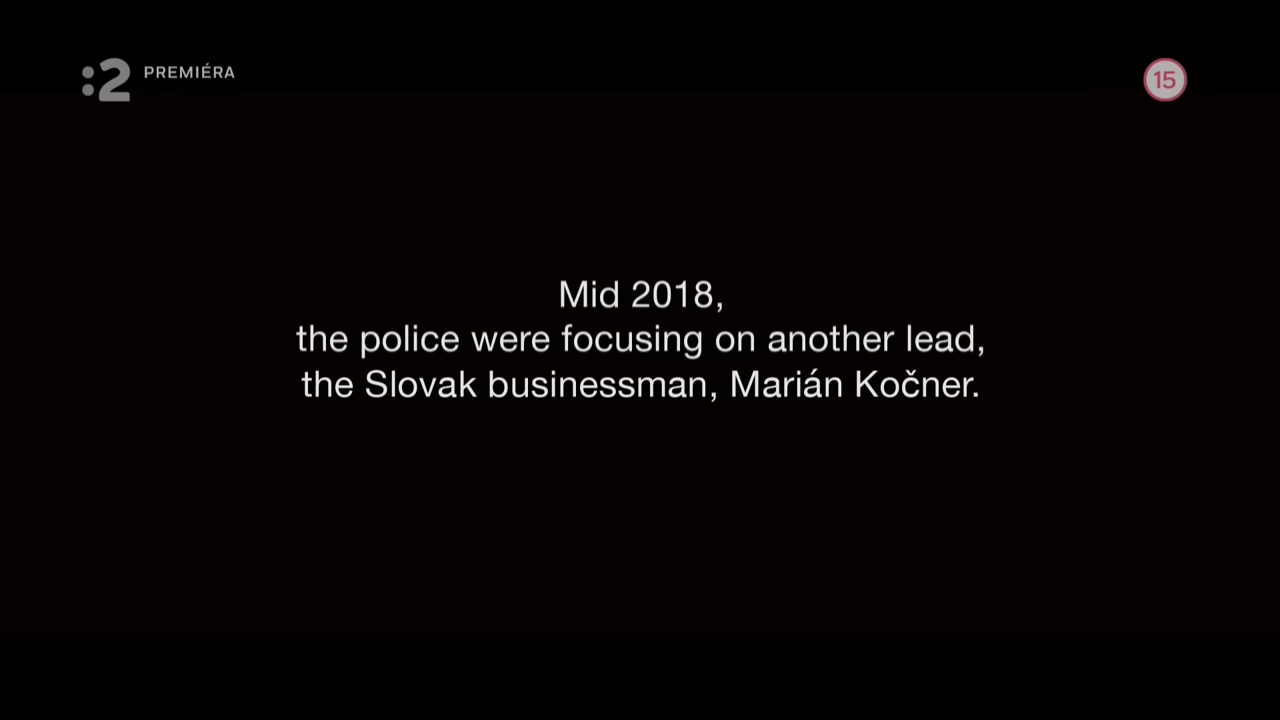 :2 PREMIÉRA
15
Mid 2018,
the police were focusing on another lead,
the Slovak businessman, Marián Kočner.